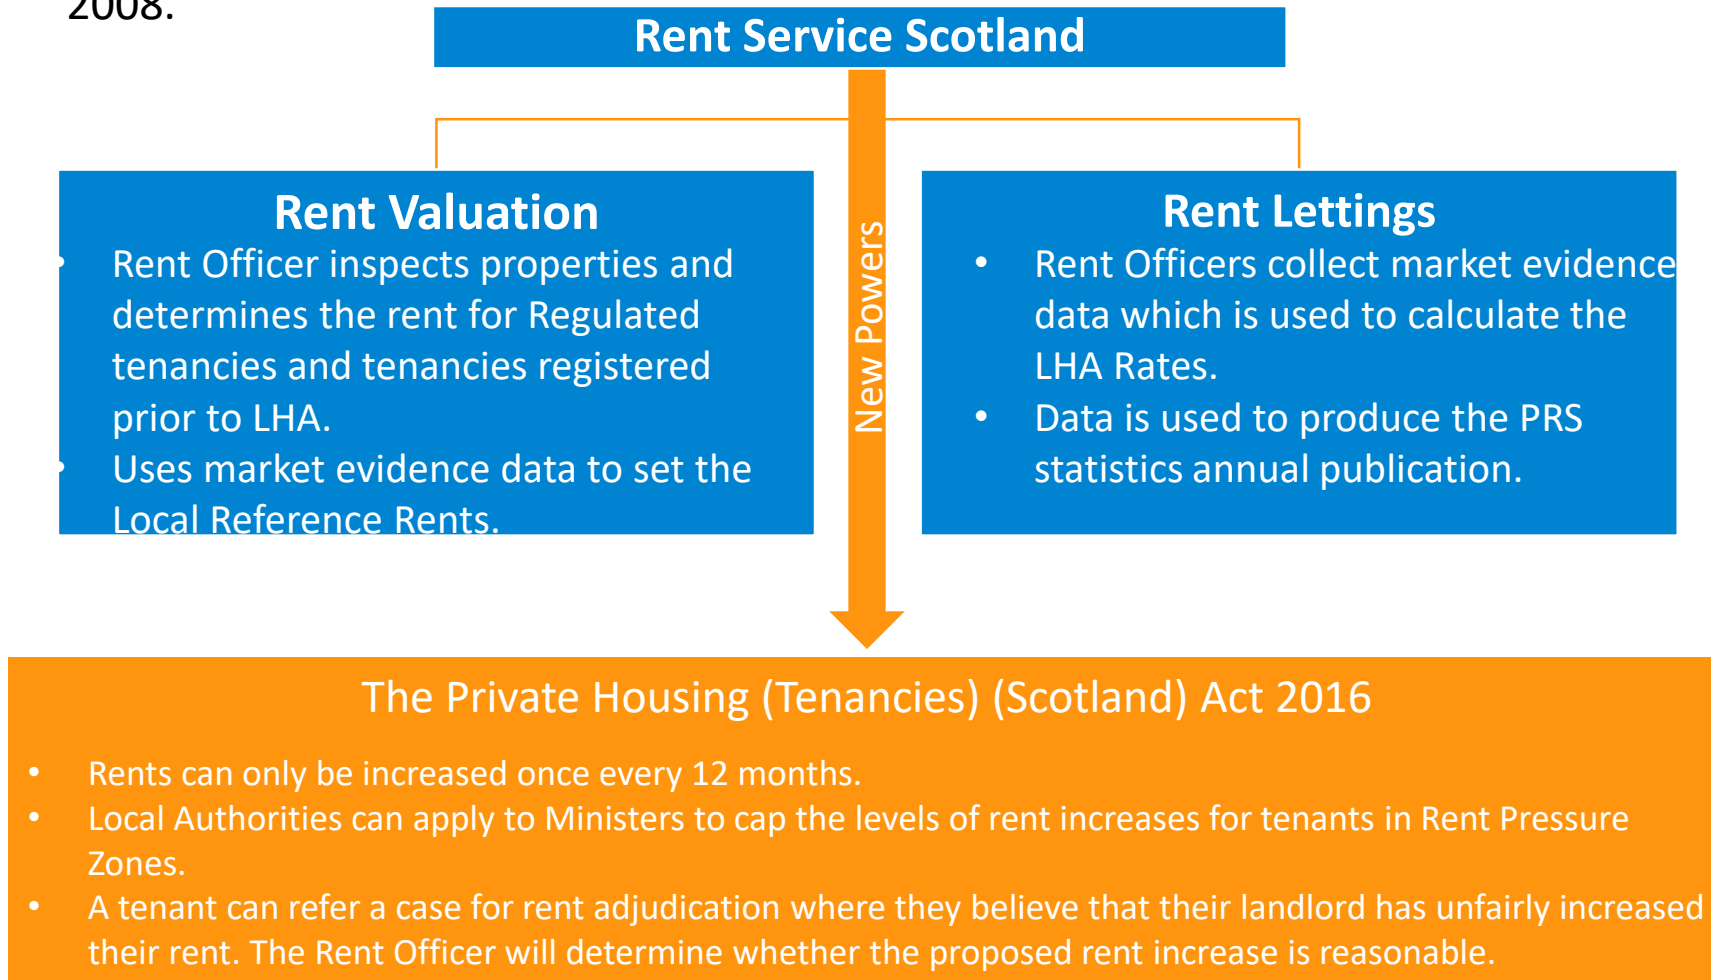 2008.
Rent Service Scotland
Rent Valuation
• Rent Officer inspects properties and
determines the rent for Regulated
tenancies and tenancies registered
prior to LHA.
• Uses market evidence data to set the
Local Reference Rents.
New Powers
Rent Lettings
• Rent Officers collect market evidence
data which is used to calculate the
LHA Rates.
• Data is used to produce the PRS
statistics annual publication.
The Private Housing (Tenancies) (Scotland) Act 2016
• Rents can only be increased once every 12 months.
• Local Authorities can apply to Ministers to cap the levels of rent increases for tenants in Rent Pressure
Zones.
• A tenant can refer a case for rent adjudication where they believe that their landlord has unfairly increased
their rent. The Rent Officer will determine whether the proposed rent increase is reasonable.